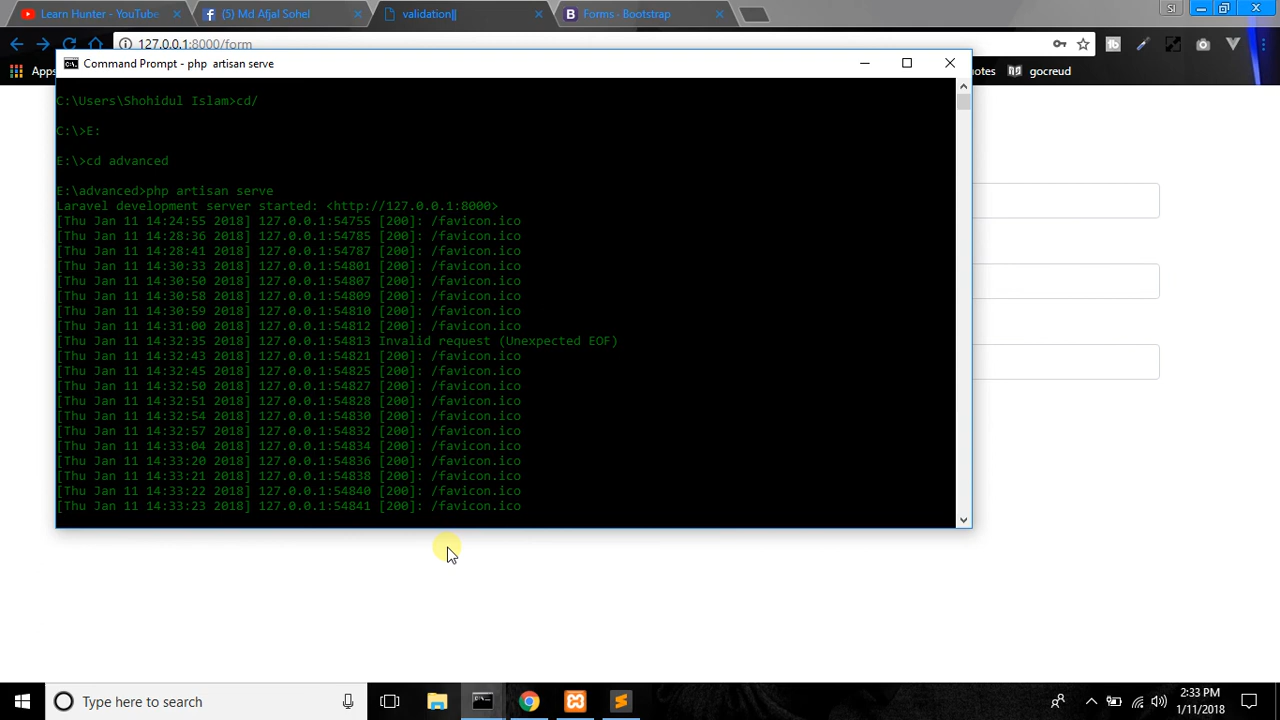 Learn Hunter - YouTube
(5) Md Afjal Sohel
validation||
Forms · Bootstrap
SI
127.0.0.1:8000/form
Apps
notes
gocreud
Command Prompt - php  artisan serve
C:\Users\Shohidul Islam>cd/
C:\>E:
E:\>cd advanced
E:\advanced>php artisan serve
Laravel development server started: <http://127.0.0.1:8000>
[Thu Jan 11 14:24:55 2018] 127.0.0.1:54755 [200]: /favicon.ico
[Thu Jan 11 14:28:36 2018] 127.0.0.1:54785 [200]: /favicon.ico
[Thu Jan 11 14:28:41 2018] 127.0.0.1:54787 [200]: /favicon.ico
[Thu Jan 11 14:30:33 2018] 127.0.0.1:54801 [200]: /favicon.ico
[Thu Jan 11 14:30:50 2018] 127.0.0.1:54807 [200]: /favicon.ico
[Thu Jan 11 14:30:58 2018] 127.0.0.1:54809 [200]: /favicon.ico
[Thu Jan 11 14:30:59 2018] 127.0.0.1:54810 [200]: /favicon.ico
[Thu Jan 11 14:31:00 2018] 127.0.0.1:54812 [200]: /favicon.ico
[Thu Jan 11 14:32:35 2018] 127.0.0.1:54813 Invalid request (Unexpected EOF)
[Thu Jan 11 14:32:43 2018] 127.0.0.1:54821 [200]: /favicon.ico
[Thu Jan 11 14:32:45 2018] 127.0.0.1:54825 [200]: /favicon.ico
[Thu Jan 11 14:32:50 2018] 127.0.0.1:54827 [200]: /favicon.ico
[Thu Jan 11 14:32:51 2018] 127.0.0.1:54828 [200]: /favicon.ico
[Thu Jan 11 14:32:54 2018] 127.0.0.1:54830 [200]: /favicon.ico
[Thu Jan 11 14:32:57 2018] 127.0.0.1:54832 [200]: /favicon.ico
[Thu Jan 11 14:33:04 2018] 127.0.0.1:54834 [200]: /favicon.ico
[Thu Jan 11 14:33:20 2018] 127.0.0.1:54836 [200]: /favicon.ico
[Thu Jan 11 14:33:21 2018] 127.0.0.1:54838 [200]: /favicon.ico
[Thu Jan 11 14:33:22 2018] 127.0.0.1:54840 [200]: /favicon.ico
[Thu Jan 11 14:33:23 2018] 127.0.0.1:54841 [200]: /favicon.ico
Type here to search
2:33 PM
1/11/2018